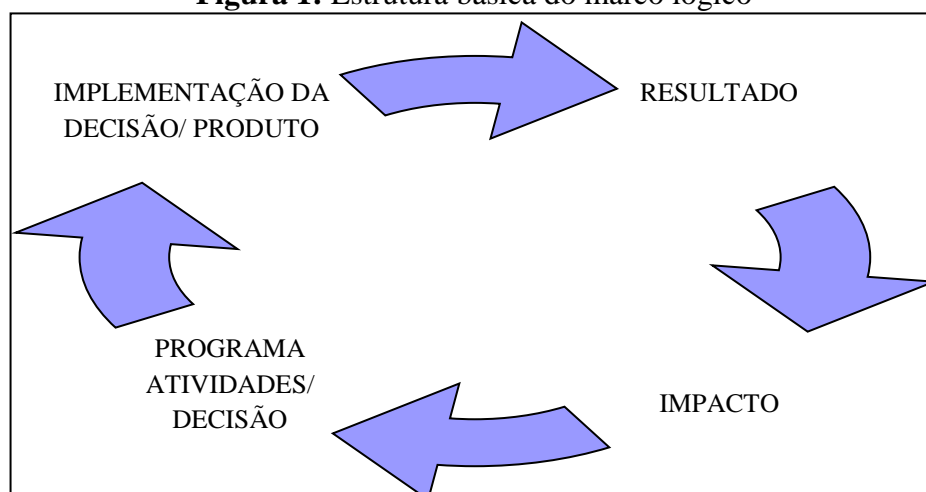 Figura 1: Estrutura básica do marco lógico
IMPLEMENTAÇÃO DA
DECISÃO/ PRODUTO
RESULTADO
PROGRAMA
ATIVIDADES/
DECISÃO
IMPACTO